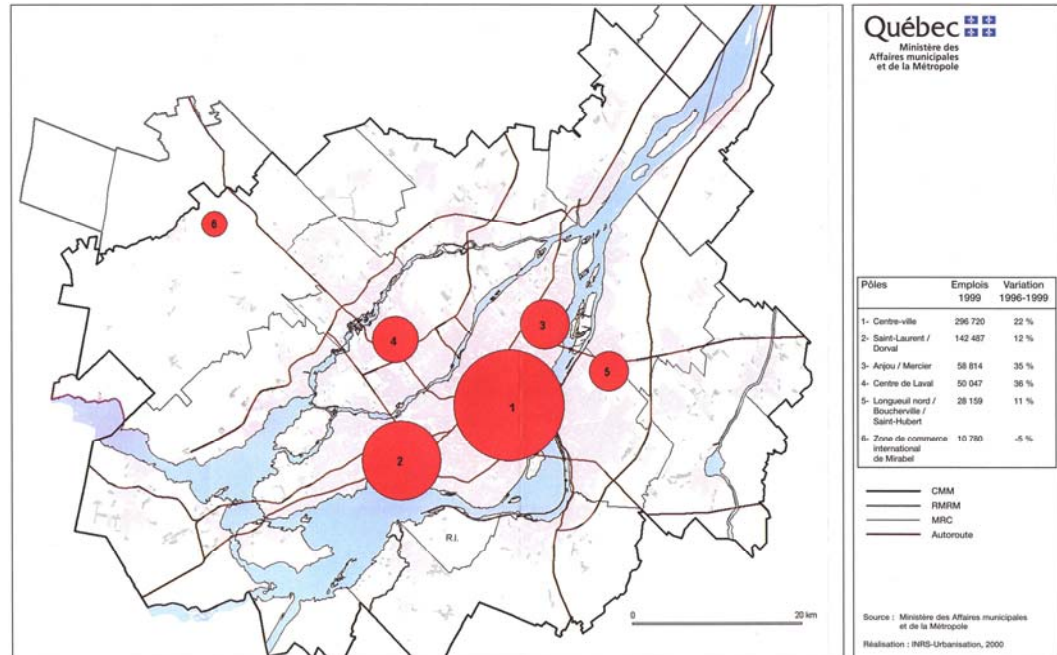 6
4
3
5
1
2
R.I.
0 20 km
Québec
Ministère des
Affaires municipales
et de la Métropole
Pôles Emplois Variation
1999 1996-1999
1- Centre-ville 296 720 22 %
2- Saint-Laurent / 142 487 12 %
Dorval
3- Anjou / Mercier 58 814 35 %
4- Centre de Laval 50 047 36 %
5- Longueuil nord / 28 159 11 %
Boucherville /
Saint-Hubert
6- Zone de commerce 10 780 -5 %
international
de Mirabel
CMM
RMRM
MRC
Autoroute
Source : Ministère des Affaires municipales
et de la Métropole
Réalisation : INRS-Urbanisation, 2000